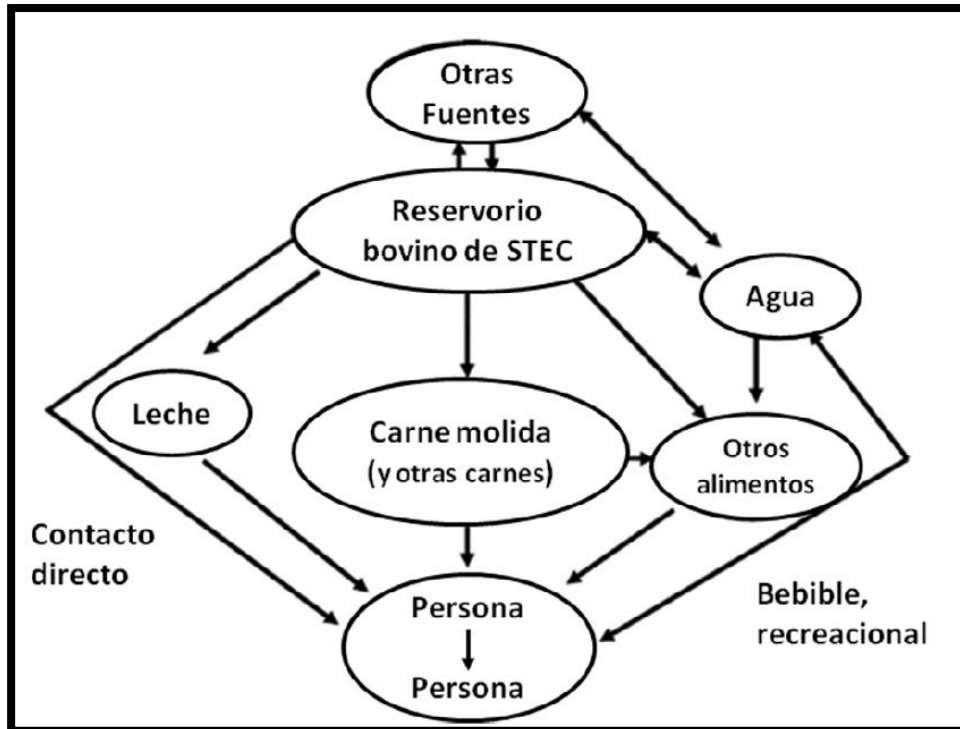 Otras
Fuentes
Reservorio
bovino de STEC
Agua
Leche
Carne molida
(y otras carnes)
Otros
alimentos
Contacto
directo
Persona
Persona
Bebible,
recreacional